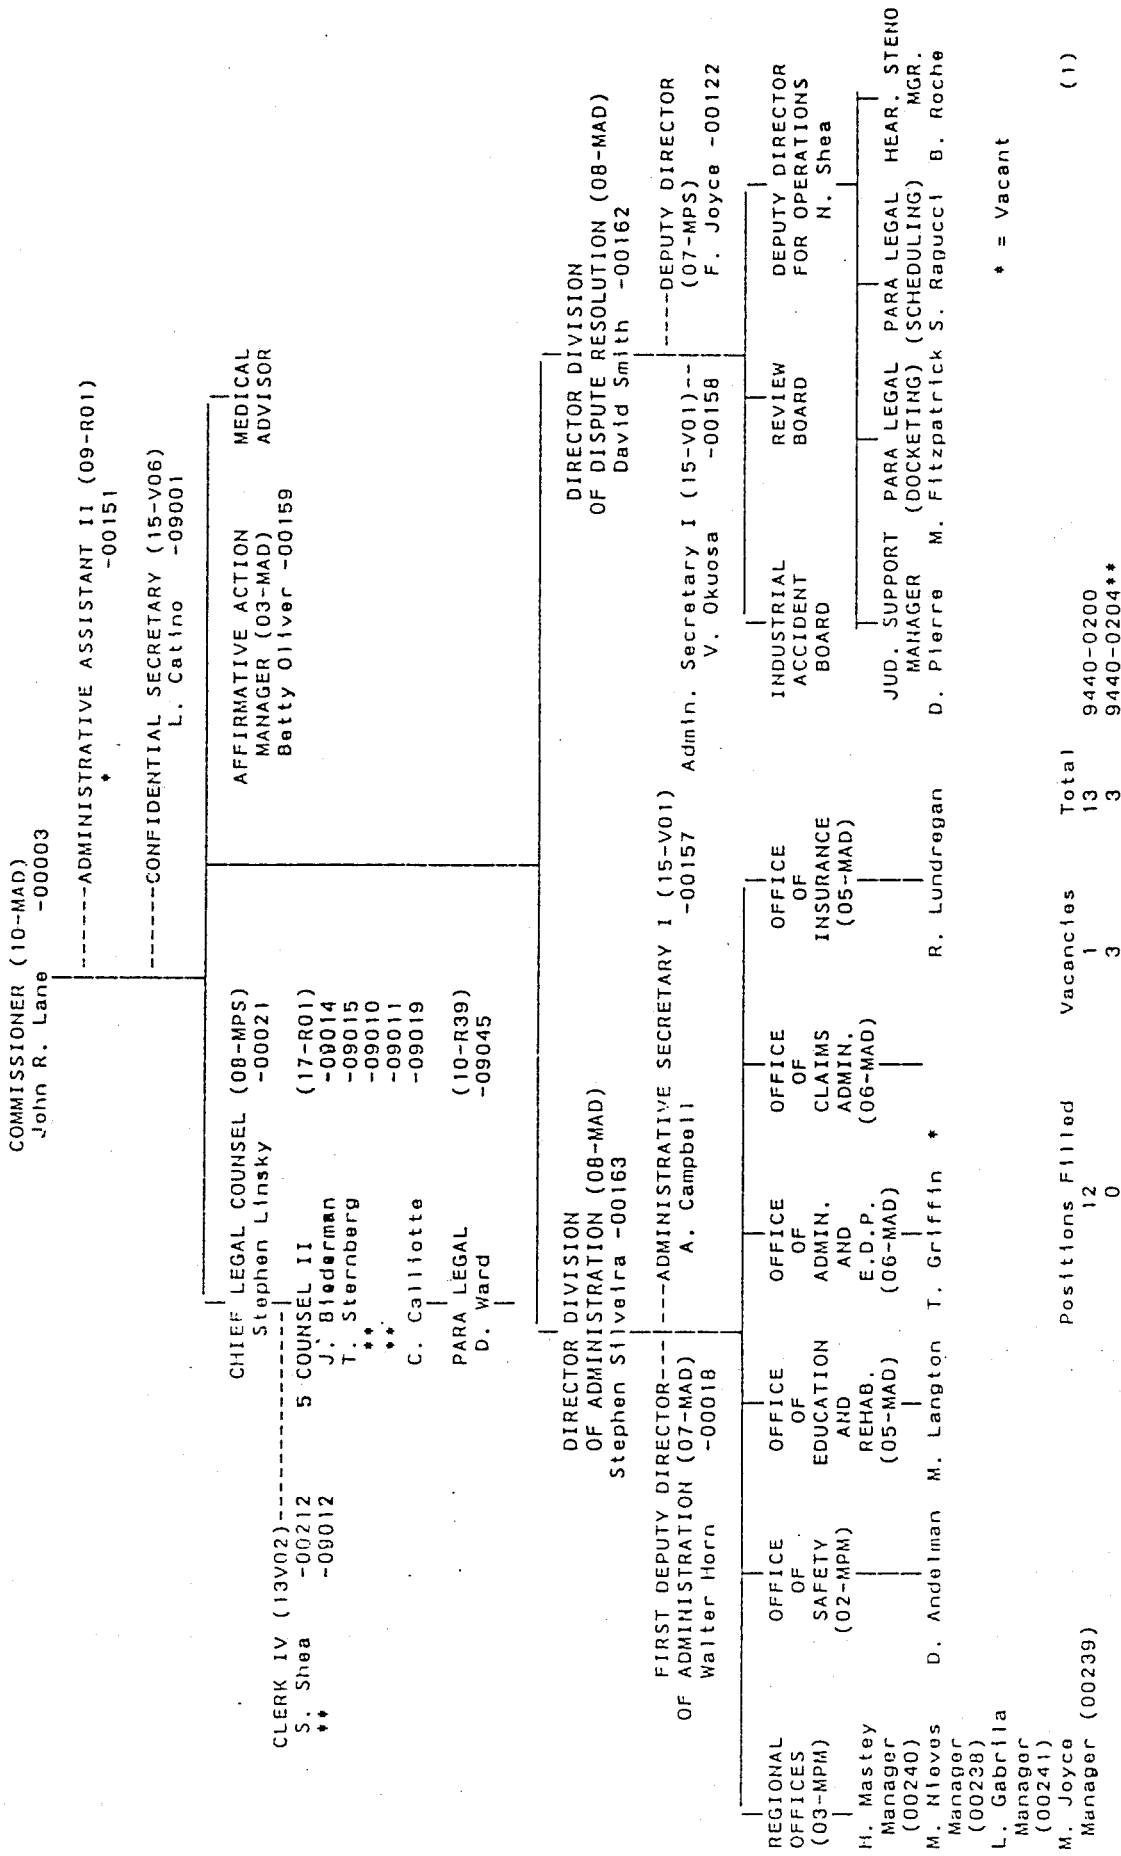 COMMISSIONER (10-MAD)
John R. Lane -00003
------ADMINISTRATIVE ASSISTANT II (09-R01)
* -00151
------CONFIDENTIAL SECRETARY (15-V06)
L. Catino -09001
CHIEF LEGAL COUNSEL (08-MPS)
Stephen Linsky -00021
CLERK IV (13V02)
S. Shea -00212
** -09012
5 COUNSEL II (17-R01)
J. Biederman -09014
T. Sternberg -09015
** -09010
** -09011
C. Calliotte -09019
PARA LEGAL (10-R39)
D. Ward -09045
AFFIRMATIVE ACTION
MANAGER (03-MAD)
Betty Oliver -00159
MEDICAL
ADVISOR
DIRECTOR DIVISION
OF ADMINISTRATION (08-MAD)
Stephen Silveira -00163
FIRST DEPUTY DIRECTOR---
OF ADMINISTRATION (07-MAD)
Walter Horn -00018
---ADMINISTRATIVE SECRETARY I (15-V01)
A. Campbell -00157
REGIONAL
OFFICES
(03-MPM)
H. Mastey
Manager
(00240)
M. Nieves
Manager
(00238)
L. Gabrila
Manager
(00241)
M. Joyce
Manager (00239)
OFFICE
OF
SAFETY
(02-MPM)
D. Andelman
OFFICE
OF
EDUCATION
AND
REHAB.
(05-MAD)
M. Langton
OFFICE
OF
ADMIN.
AND
E.D.P.
(06-MAD)
T. Griffin
OFFICE
OF
CLAIMS
ADMIN.
(06-MAD)
*
OFFICE
OF
INSURANCE
(05-MAD)
R. Lundregan
DIRECTOR DIVISION
OF DISPUTE RESOLUTION (08-MAD)
David Smith -00162
Admin. Secretary I (15-V01)--
V. Okuosa -00158
----DEPUTY DIRECTOR
(07-MPS)
F. Joyce -00122
INDUSTRIAL
ACCIDENT
BOARD
REVIEW
BOARD
DEPUTY DIRECTOR
FOR OPERATIONS
N. Shea
JUD. SUPPORT
MANAGER
D. Pierre
PARA LEGAL
(DOCKETING)
M. Fitzpatrick
PARA LEGAL
(SCHEDULING)
S. Ragucci
HEAR. STENO
MGR.
B. Roche
* = Vacant
Positions Filled Vacancies Total
12 1 13 9440-0200
0 3 3 9440-0204**
(1)